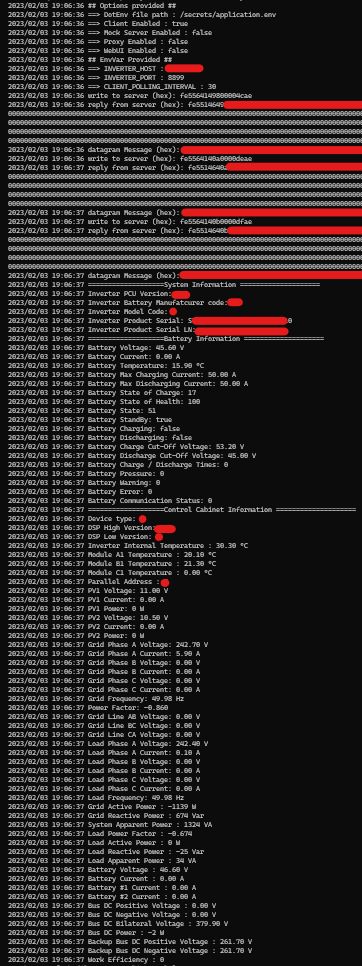 2023/02/03 19:06:36 ## Options provided ##
2023/02/03 19:06:36 ==> DotEnv file path : /secrets/application.env
2023/02/03 19:06:36 ==> Client Enabled : true
2023/02/03 19:06:36 ==> Mock Server Enabled : false
2023/02/03 19:06:36 ==> Proxy Enabled : false
2023/02/03 19:06:36 ==> WebUI Enabled : false
2023/02/03 19:06:36 ## EnvVar Provided ##
2023/02/03 19:06:36 ==> INVERTER_HOST :
2023/02/03 19:06:36 ==> INVERTER_PORT : 8899
2023/02/03 19:06:36 ==> CLIENT_POLLING_INTERVAL : 30
2023/02/03 19:06:36 write to server (hex): fe5564149800004cae
2023/02/03 19:06:36 reply from server (hex): fe5514649
2023/02/03 19:06:36 datagram Message (hex):
2023/02/03 19:06:36 write to server (hex): fe5564140a0000deae
2023/02/03 19:06:36 reply from server (hex): fe5514640
2023/02/03 19:06:37 datagram Message (hex):
2023/02/03 19:06:37 write to server (hex): fe5564140b0000dfae
2023/02/03 19:06:37 reply from server (hex): fe5514640b
2023/02/03 19:06:37 datagram Message (hex):
2023/02/03 19:06:37 ==================System Information ===================
2023/02/03 19:06:37 Inverter PCU Version:
2023/02/03 19:06:37 Inverter Battery Manufatcurer code:
2023/02/03 19:06:37 Inverter Model Code:
2023/02/03 19:06:37 Inverter Product Serial: S 0
2023/02/03 19:06:37 Inverter Product Serial LN:
2023/02/03 19:06:37 ==================Battery Information ===================
2023/02/03 19:06:37 Battery Voltage: 45.60 V
2023/02/03 19:06:37 Battery Current: 0.00 A
2023/02/03 19:06:37 Battery Temperature: 15.90 ºC
2023/02/03 19:06:37 Battery Max Charging Current: 50.00 A
2023/02/03 19:06:37 Battery Max Discharging Current: 50.00 A
2023/02/03 19:06:37 Battery State of Charge: 17
2023/02/03 19:06:37 Battery State of Health: 100
2023/02/03 19:06:37 Battery State: 51
2023/02/03 19:06:37 Battery StandBy: true
2023/02/03 19:06:37 Battery Charging: false
2023/02/03 19:06:37 Battery Discharging: false
2023/02/03 19:06:37 Battery Charge Cut-Off Voltage: 53.20 V
2023/02/03 19:06:37 Battery Discharge Cut-Off Voltage: 45.00 V
2023/02/03 19:06:37 Battery Charge / Discharge Times: 0
2023/02/03 19:06:37 Battery Pressure: 0
2023/02/03 19:06:37 Battery Warning: 0
2023/02/03 19:06:37 Battery Error: 0
2023/02/03 19:06:37 Battery Communication Status: 0
2023/02/03 19:06:37 ==================Control Cabinet Information ===================
2023/02/03 19:06:37 Device type:
2023/02/03 19:06:37 DSP High Version:
2023/02/03 19:06:37 DSP Low Version:
2023/02/03 19:06:37 Inverter Internal Temperature : 30.30 ºC
2023/02/03 19:06:37 Module A1 Temperature : 20.10 ºC
2023/02/03 19:06:37 Module B1 Temperature : 21.30 ºC
2023/02/03 19:06:37 Module C1 Temperature : 0.00 ºC
2023/02/03 19:06:37 Parallel Address :
2023/02/03 19:06:37 PV1 Voltage: 11.00 V
2023/02/03 19:06:37 PV1 Current: 0.00 A
2023/02/03 19:06:37 PV1 Power: 0 W
2023/02/03 19:06:37 PV2 Voltage: 10.50 V
2023/02/03 19:06:37 PV2 Current: 0.00 A
2023/02/03 19:06:37 PV2 Power: 0 W
2023/02/03 19:06:37 Grid Phase A Voltage: 242.70 V
2023/02/03 19:06:37 Grid Phase A Current: 5.90 A
2023/02/03 19:06:37 Grid Phase B Voltage: 0.00 V
2023/02/03 19:06:37 Grid Phase B Current: 0.00 A
2023/02/03 19:06:37 Grid Phase C Voltage: 0.00 V
2023/02/03 19:06:37 Grid Phase C Current: 0.00 A
2023/02/03 19:06:37 Grid Frequency: 49.98 Hz
2023/02/03 19:06:37 Power Factor: -0.860
2023/02/03 19:06:37 Grid Line AB Voltage: 0.00 V
2023/02/03 19:06:37 Grid Line BC Voltage: 0.00 V
2023/02/03 19:06:37 Grid Line CA Voltage: 0.00 V
2023/02/03 19:06:37 Load Phase A Voltage: 242.40 V
2023/02/03 19:06:37 Load Phase A Current: 0.10 A
2023/02/03 19:06:37 Load Phase B Voltage: 0.00 V
2023/02/03 19:06:37 Load Phase B Current: 0.00 A
2023/02/03 19:06:37 Load Phase C Voltage: 0.00 V
2023/02/03 19:06:37 Load Phase C Current: 0.00 A
2023/02/03 19:06:37 Load Frequency: 49.98 Hz
2023/02/03 19:06:37 Grid Active Power : -1139 W
2023/02/03 19:06:37 Grid Reactive Power : 674 Var
2023/02/03 19:06:37 System Apparent Power : 1324 VA
2023/02/03 19:06:37 Load Power Factor : -0.674
2023/02/03 19:06:37 Load Active Power : 0 W
2023/02/03 19:06:37 Load Reactive Power : -25 Var
2023/02/03 19:06:37 Load Apparent Power : 34 VA
2023/02/03 19:06:37 Battery Voltage : 46.60 V
2023/02/03 19:06:37 Battery Current : 0.00 A
2023/02/03 19:06:37 Battery #1 Current : 0.00 A
2023/02/03 19:06:37 Battery #2 Current : 0.00 A
2023/02/03 19:06:37 Bus DC Positive Voltage : 0.00 V
2023/02/03 19:06:37 Bus DC Negative Voltage : 0.00 V
2023/02/03 19:06:37 Bus DC Bilateral Voltage : 379.90 V
2023/02/03 19:06:37 Bus DC Power : -2 W
2023/02/03 19:06:37 Backup Bus DC Positive Voltage : 261.70 V
2023/02/03 19:06:37 Backup Bus DC Negative Voltage : 261.70 V
2023/02/03 19:06:37 Work Efficiency : 0